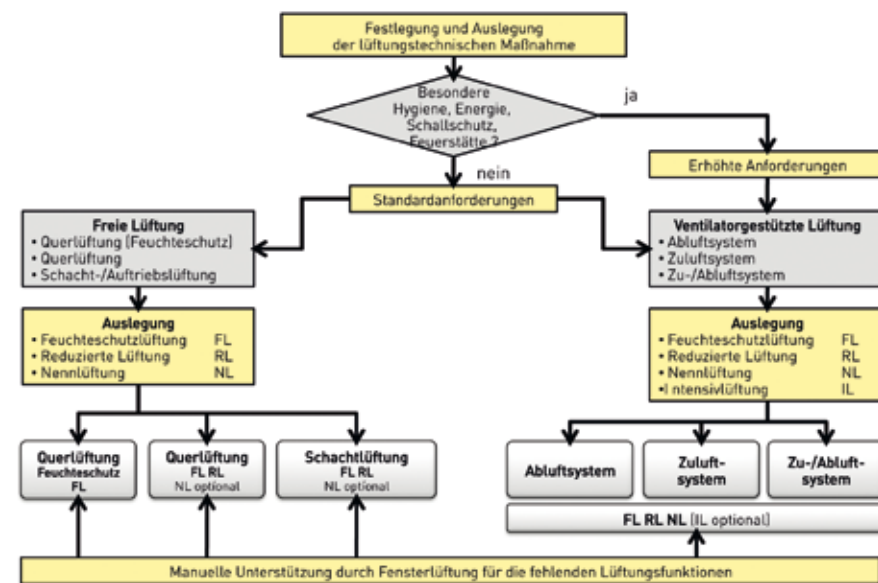 Festlegung und Auslegung
der lüftungstechnischen Maßnahme
Besondere
Hygiene, Energie,
Schallschutz,
Feuerstätte ?
ja
nein
Erhöhte Anforderungen
Standardanforderungen
Freie Lüftung
• Querlüftung (Feuchteschutz)
• Querlüftung
• Schacht-/Auftriebslüftung
Ventilatorgestützte Lüftung
• Abluftsystem
• Zuluftsystem
• Zu-/Abluftsystem
Auslegung
• Feuchteschutzlüftung FL
• Reduzierte Lüftung RL
• Nennlüftung NL
Auslegung
• Feuchteschutzlüftung FL
• Reduzierte Lüftung RL
• Nennlüftung NL
•Intensivlüftung IL
Querlüftung
Feuchteschutz
FL
Querlüftung
FL RL
NL optional
Schachtlüftung
FL RL
NL optional
Abluftsystem
Zuluft-
system
Zu-/Abluft-
system
FL RL NL (IL optional)
Manuelle Unterstützung durch Fensterlüftung für die fehlenden Lüftungsfunktionen